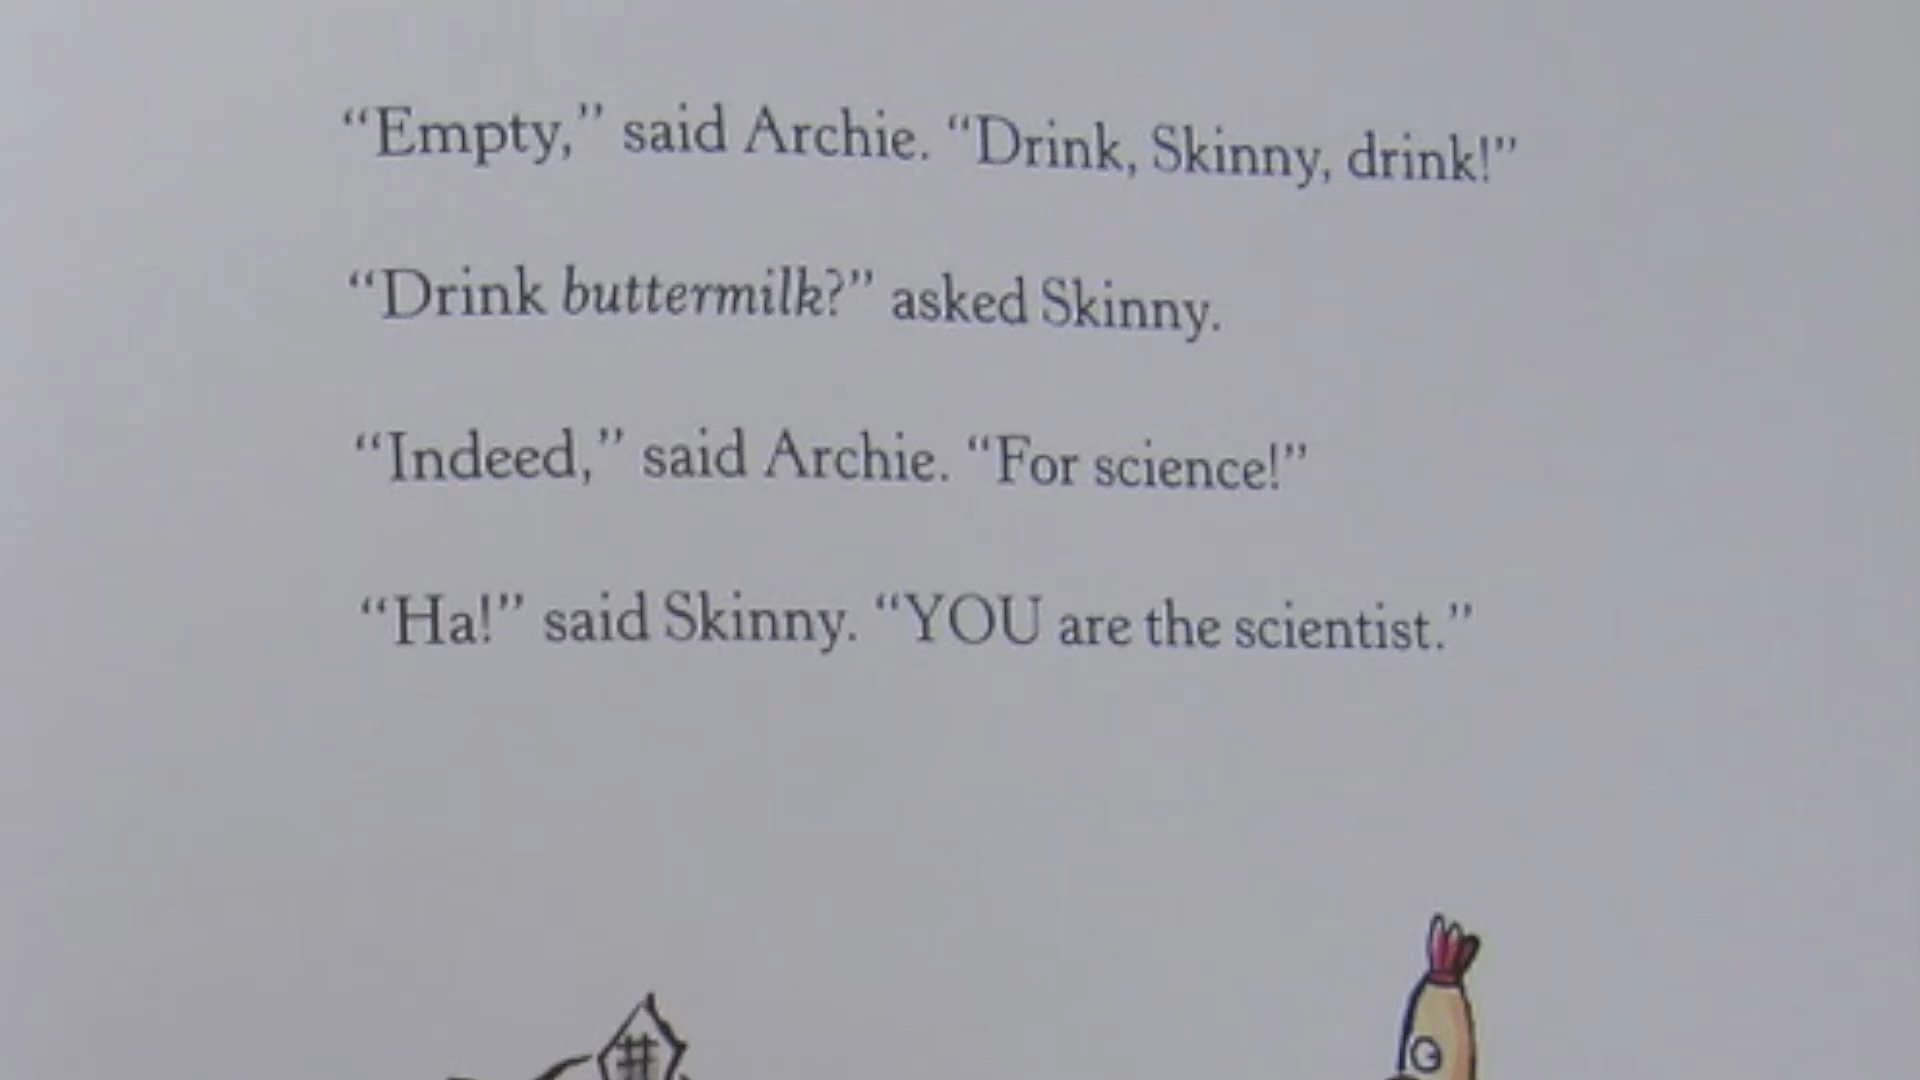 “Empty,” said Archie. “Drink, Skinny, drink!”
“Drink buttermilk?” asked Skinny.
“Indeed,” said Archie. “For science!”
“Ha!” said Skinny. “YOU are the scientist.”